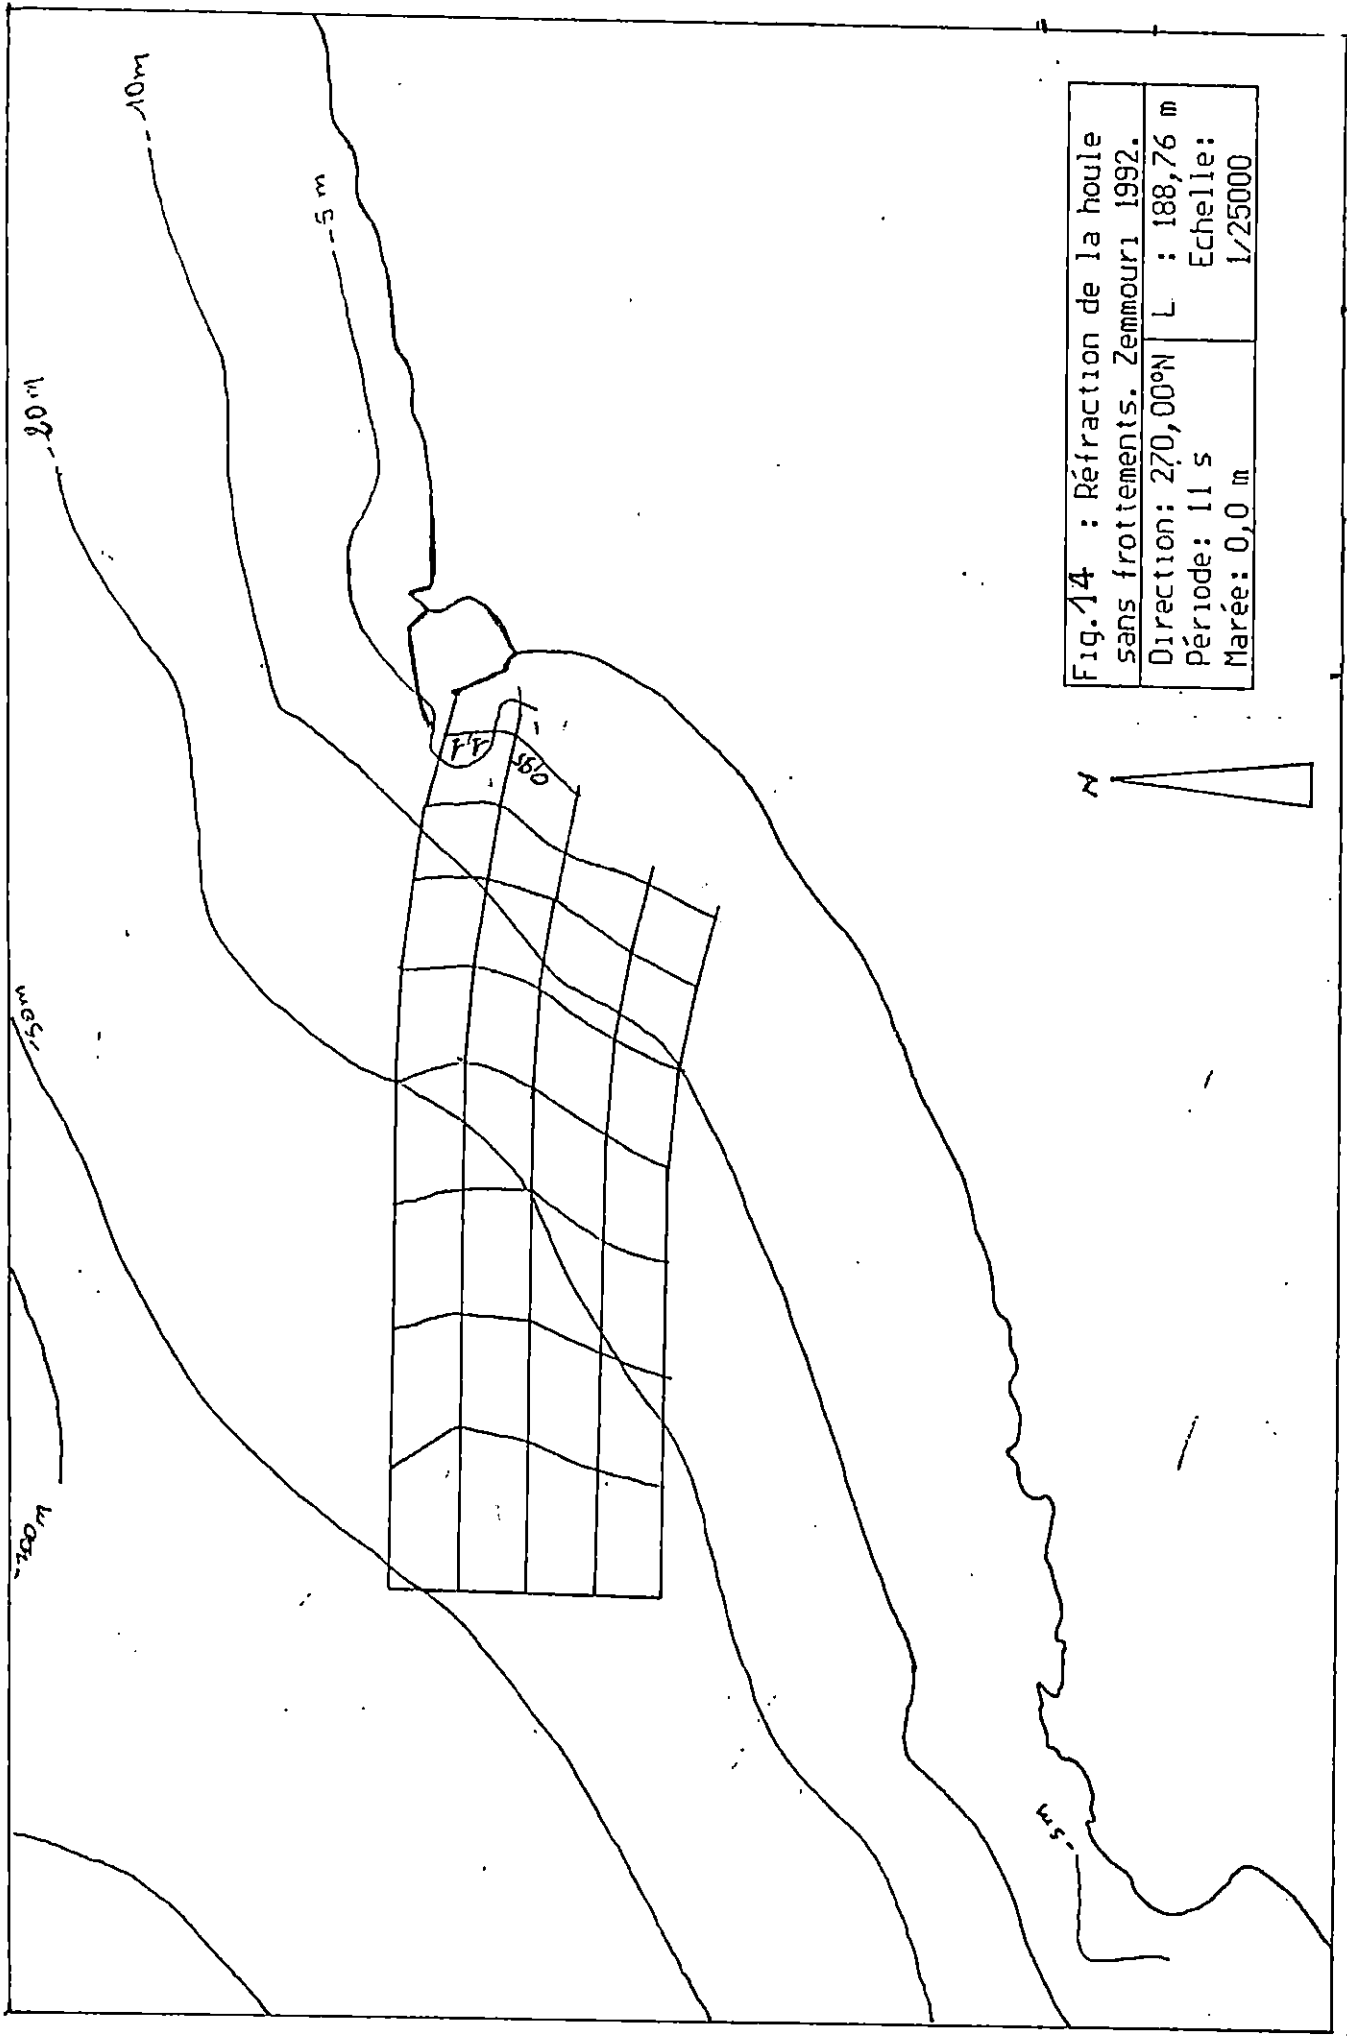 -- 10m
-- 20m
-- 5 m
-50m
-100m
-5m
1,1
0,95
N
Fig.14 : Réfraction de la houle
sans frottements. Zemmouri 1992.
Direction: 270,00°N L : 188,76 m
Période: 11 s Echelle:
Marée: 0,0 m 1/25000